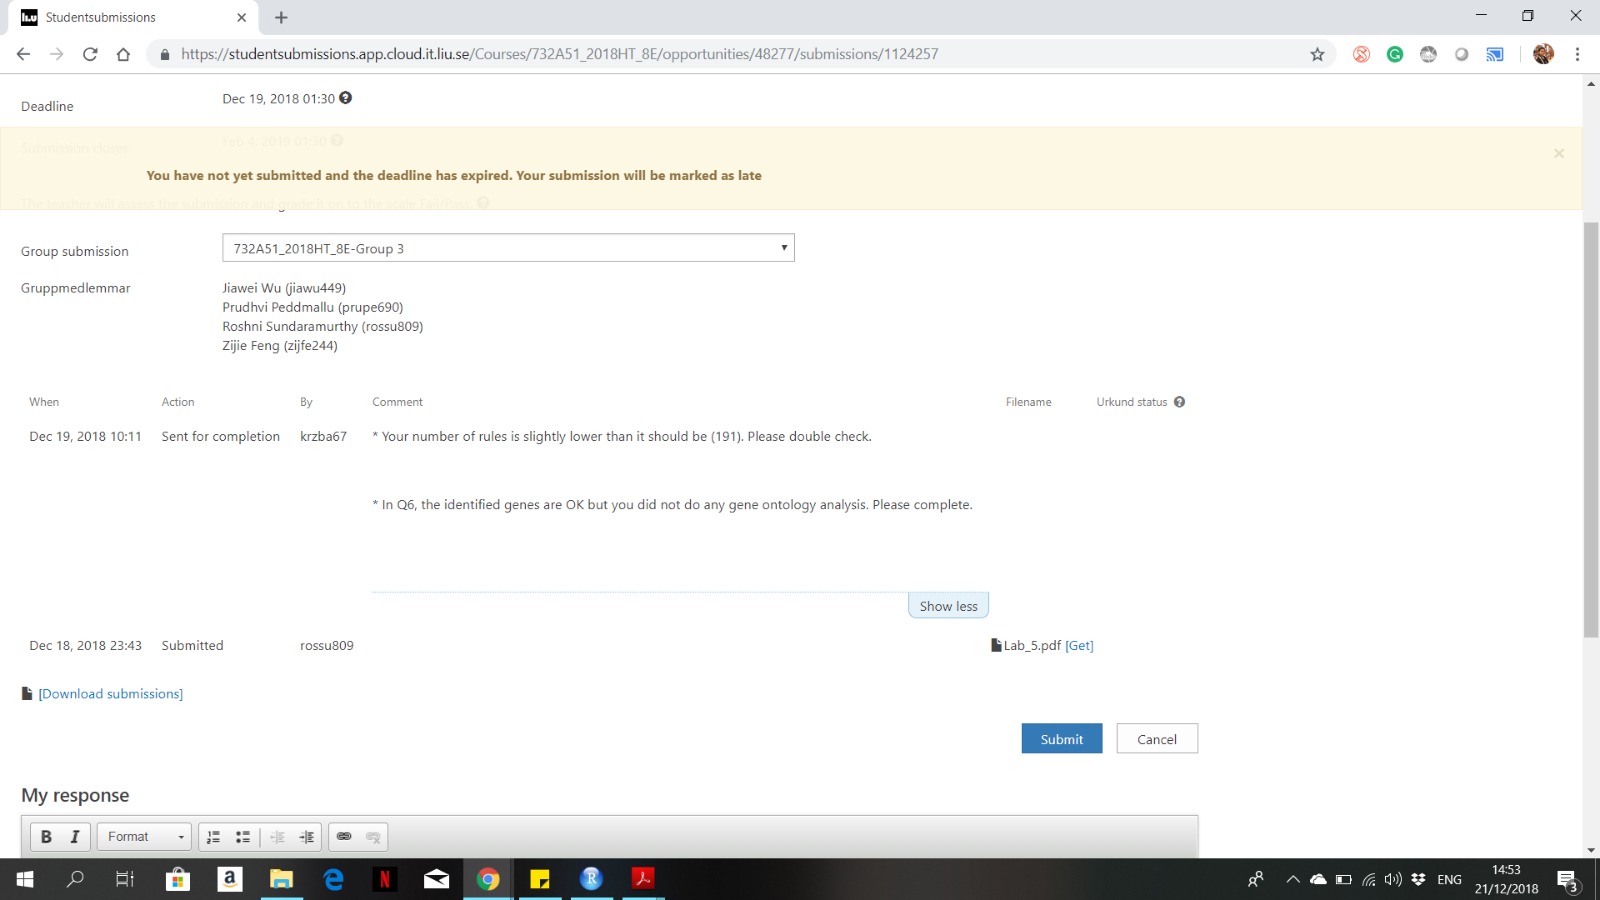 Studentsubmissions
https://studentsubmissions.app.cloud.it.liu.se/Courses/732A51_2018HT_8E/opportunities/48277/submissions/1124257
Deadline
Dec 19, 2018 01:30
Submission closes
Feb 4, 2019 01:30
You have not yet submitted and the deadline has expired. Your submission will be marked as late
The teacher will assess the submission and grade it on to the scale Fail/Pass.
Group submission
732A51_2018HT_8E-Group 3
Gruppmedlemmar
Jiawei Wu (jiawu449)
Prudhvi Peddmallu (prupe690)
Roshni Sundaramurthy (rossu809)
Zijie Feng (zijfe244)
When Action By Comment Filename Urkund status
Dec 19, 2018 10:11 Sent for completion krzba67 * Your number of rules is slightly lower than it should be (191). Please double check.
* In Q6, the identified genes are OK but you did not do any gene ontology analysis. Please complete.
Show less
Dec 18, 2018 23:43 Submitted rossu809 Lab_5.pdf [Get]
[Download submissions]
Submit Cancel
My response
B I Format
ENG
14:53
21/12/2018
3